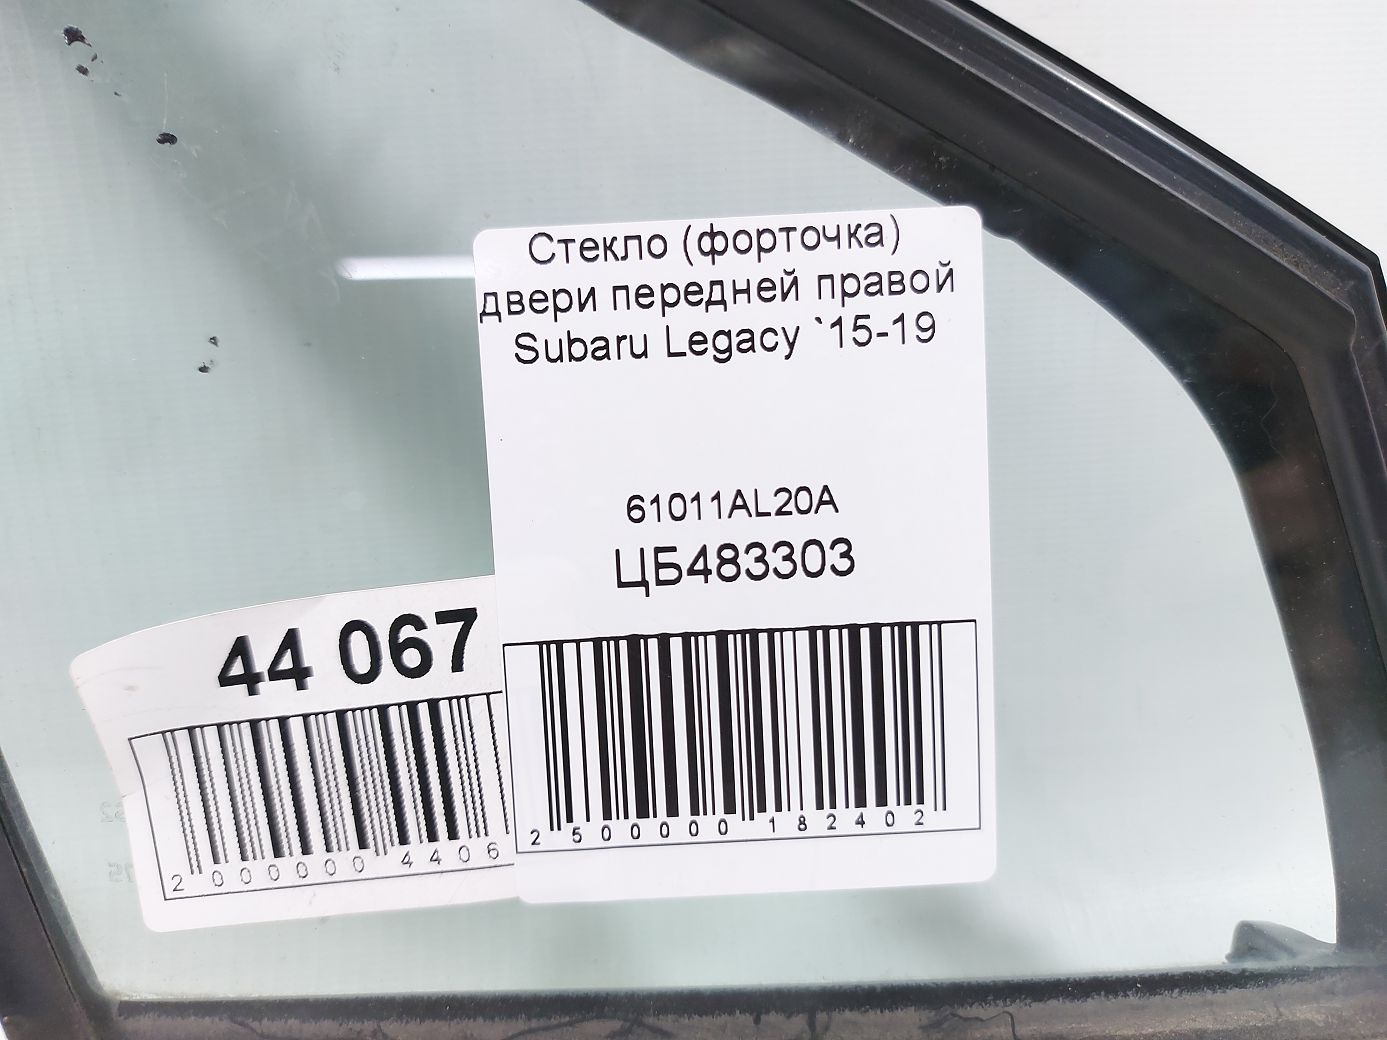 Стекло (форточка)
двери передней правой
Subaru Legacy `15-19
61011AL20A
ЦБ483303
2 500000 182402
44 067
2 000000 4406